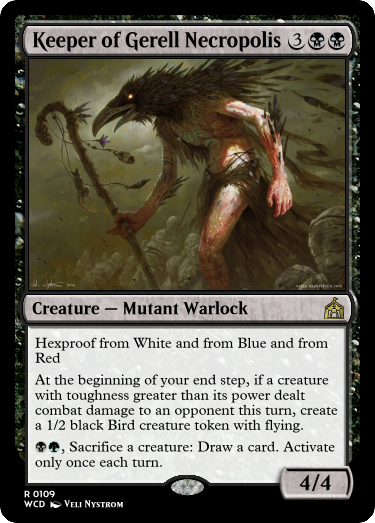 Keeper of Gerell Necropolis 3
Creature — Mutant Warlock
Hexproof from White and from Blue and from
Red
At the beginning of your end step, if a creature
with toughness greater than its power dealt
combat damage to an opponent this turn, create
a 1/2 black Bird creature token with flying.
, Sacrifice a creature: Draw a card. Activate
only once each turn.
4/4
R 0109
WCD VELI NYSTROM